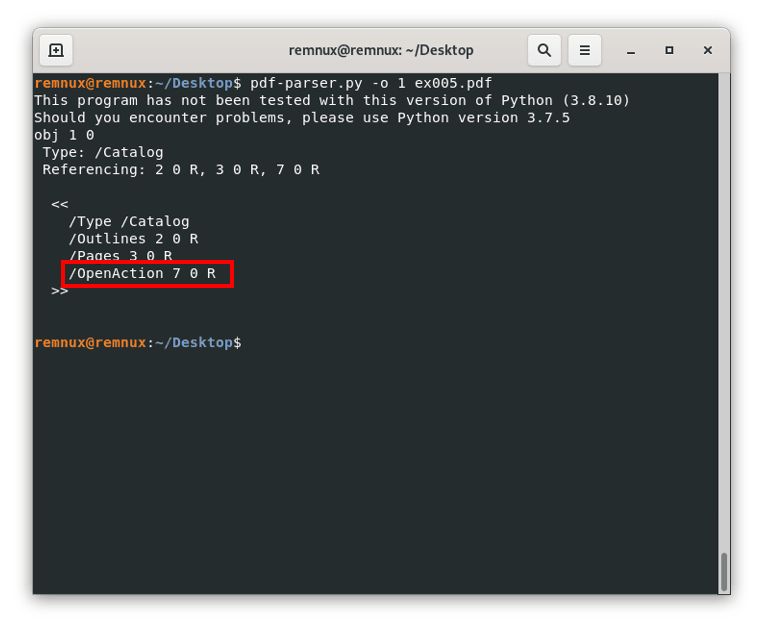 remnux@remnux: ~/Desktop
remnux@remnux:~/Desktop$ pdf-parser.py -o 1 ex005.pdf
This program has not been tested with this version of Python (3.8.10)
Should you encounter problems, please use Python version 3.7.5
obj 1 0
 Type: /Catalog
 Referencing: 2 0 R, 3 0 R, 7 0 R
  <<
    /Type /Catalog
    /Outlines 2 0 R
    /Pages 3 0 R
    /OpenAction 7 0 R
  >>
remnux@remnux:~/Desktop$